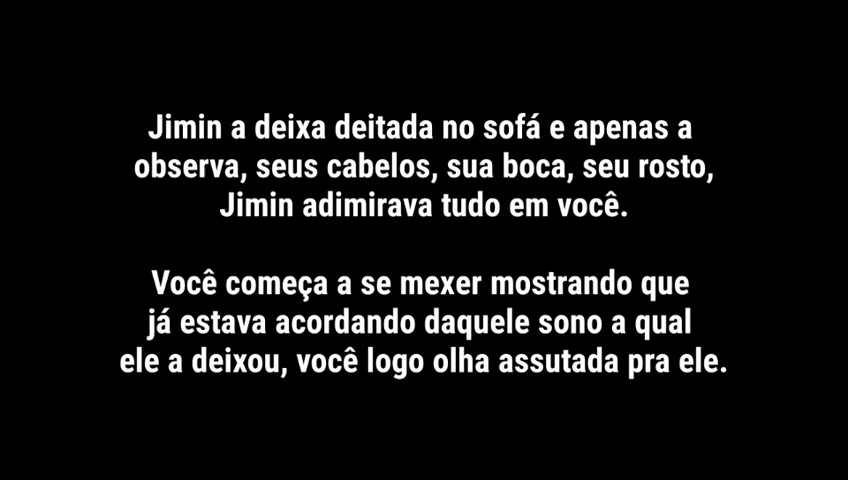 Jimin a deixa deitada no sofá e apenas a
observa, seus cabelos, sua boca, seu rosto,
Jimin adimirava tudo em você.
Você começa a se mexer mostrando que
já estava acordando daquele sono a qual
ele a deixou, você logo olha assutada pra ele.